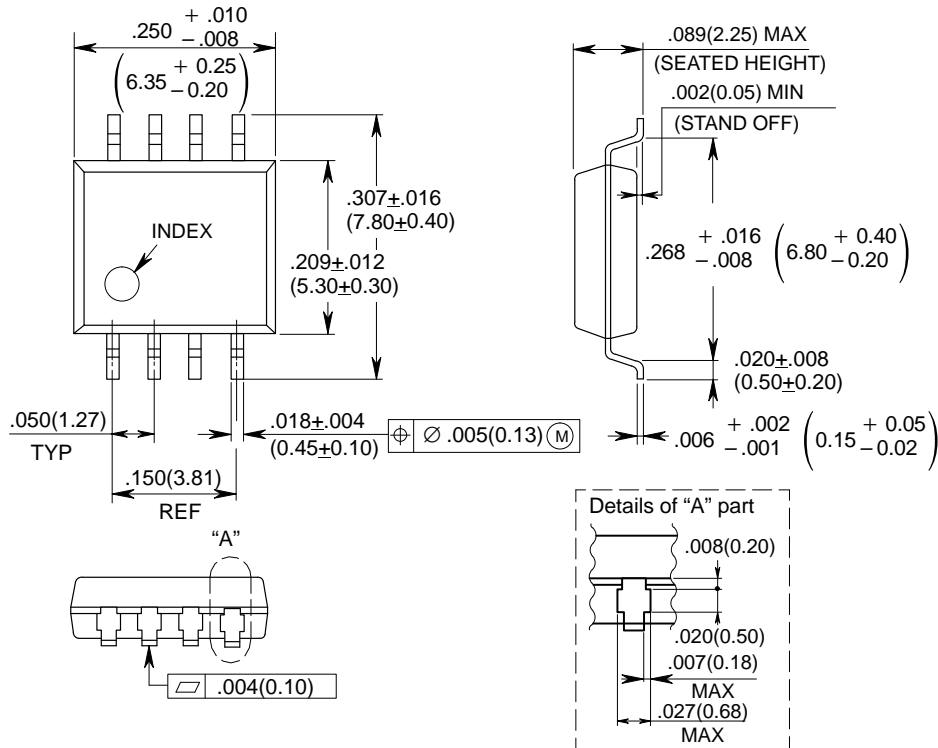 .250 + .010 − .008
(6.35 + 0.25 − 0.20)
INDEX
.307±.016
(7.80±0.40)
.209±.012
(5.30±0.30)
.050(1.27)
TYP
.018±.004
(0.45±0.10)
⌖ Ø .005(0.13) Ⓜ
.150(3.81)
REF
.089(2.25) MAX
(SEATED HEIGHT)
.002(0.05) MIN
(STAND OFF)
.268 + .016 − .008 (6.80 + 0.40 − 0.20)
.020±.008
(0.50±0.20)
.006 + .002 − .001 (0.15 + 0.05 − 0.02)
“A”
⏥ .004(0.10)
Details of “A” part
.008(0.20)
.020(0.50)
.007(0.18)
MAX
.027(0.68)
MAX